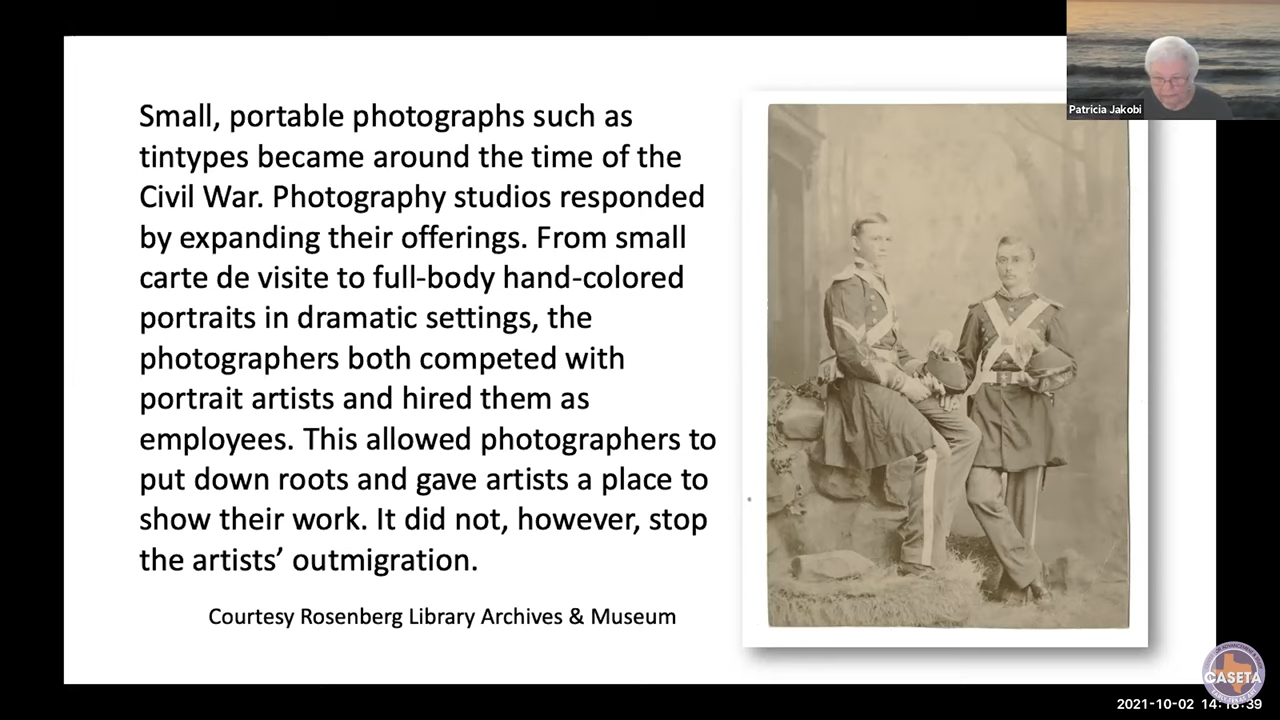 Small, portable photographs such as
tintypes became around the time of the
Civil War. Photography studios responded
by expanding their offerings. From small
carte de visite to full-body hand-colored
portraits in dramatic settings, the
photographers both competed with
portrait artists and hired them as
employees. This allowed photographers to
put down roots and gave artists a place to
show their work. It did not, however, stop
the artists’ outmigration.
Courtesy Rosenberg Library Archives & Museum
Patricia Jakobi
CASETA
2021-10-02 14:18:39